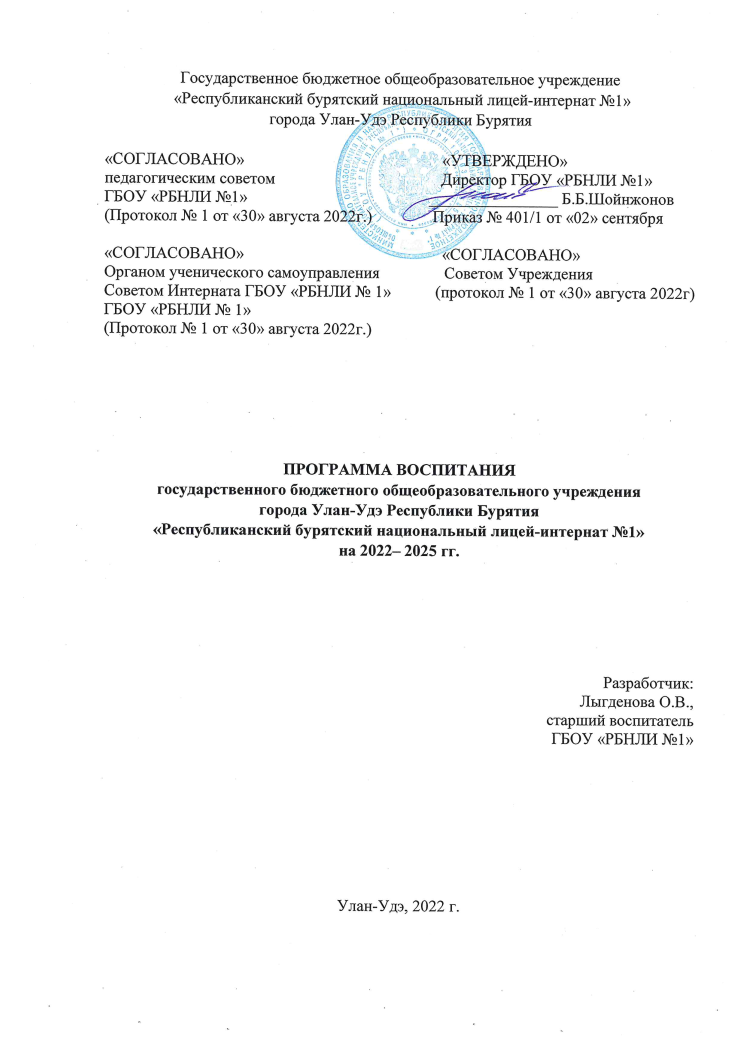 Государственное бюджетное общеобразовательное учреждение
«Республиканский бурятский национальный лицей-интернат №1»
города Улан-Удэ Республики Бурятия
«СОГЛАСОВАНО»
педагогическим советом
ГБОУ «РБНЛИ №1»
(Протокол № 1 от «30» августа 2022г.)
«УТВЕРЖДЕНО»
Директор ГБОУ «РБНЛИ №1»
________________ Б.Б.Шойнжонов
Приказ № 401/1 от «02» сентября
«СОГЛАСОВАНО»
Органом ученического самоуправления
Советом Интерната ГБОУ «РБНЛИ № 1»
ГБОУ «РБНЛИ № 1»
(Протокол № 1 от «30» августа 2022г.)
«СОГЛАСОВАНО»
Советом Учреждения
(протокол № 1 от «30» августа 2022г)
ПРОГРАММА ВОСПИТАНИЯ
государственного бюджетного общеобразовательного учреждения
города Улан-Удэ Республики Бурятия
«Республиканский бурятский национальный лицей-интернат №1»
на 2022– 2025 гг.
Разработчик:
Лыгденова О.В.,
старший воспитатель
ГБОУ «РБНЛИ №1»
Улан-Удэ, 2022 г.